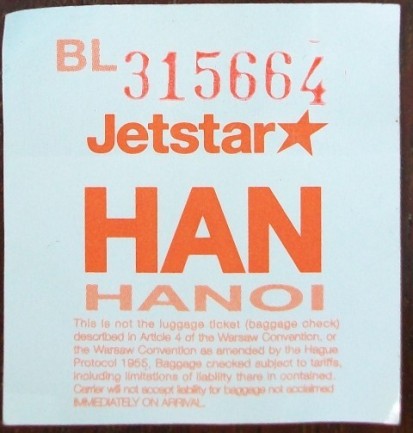 BL 315664
Jetstar
HAN
HANOI
This is not the luggage ticket (baggage check)
described in Article 4 of the Warsaw Convention, or
the Warsaw Convention as amended by the Hague
Protocol 1955, Baggage checked subject to tariffs,
including limitations of liability there in contained.
Carrier will not accept liability for baggage not acclaimed
IMMEDIATELY ON ARRIVAL.